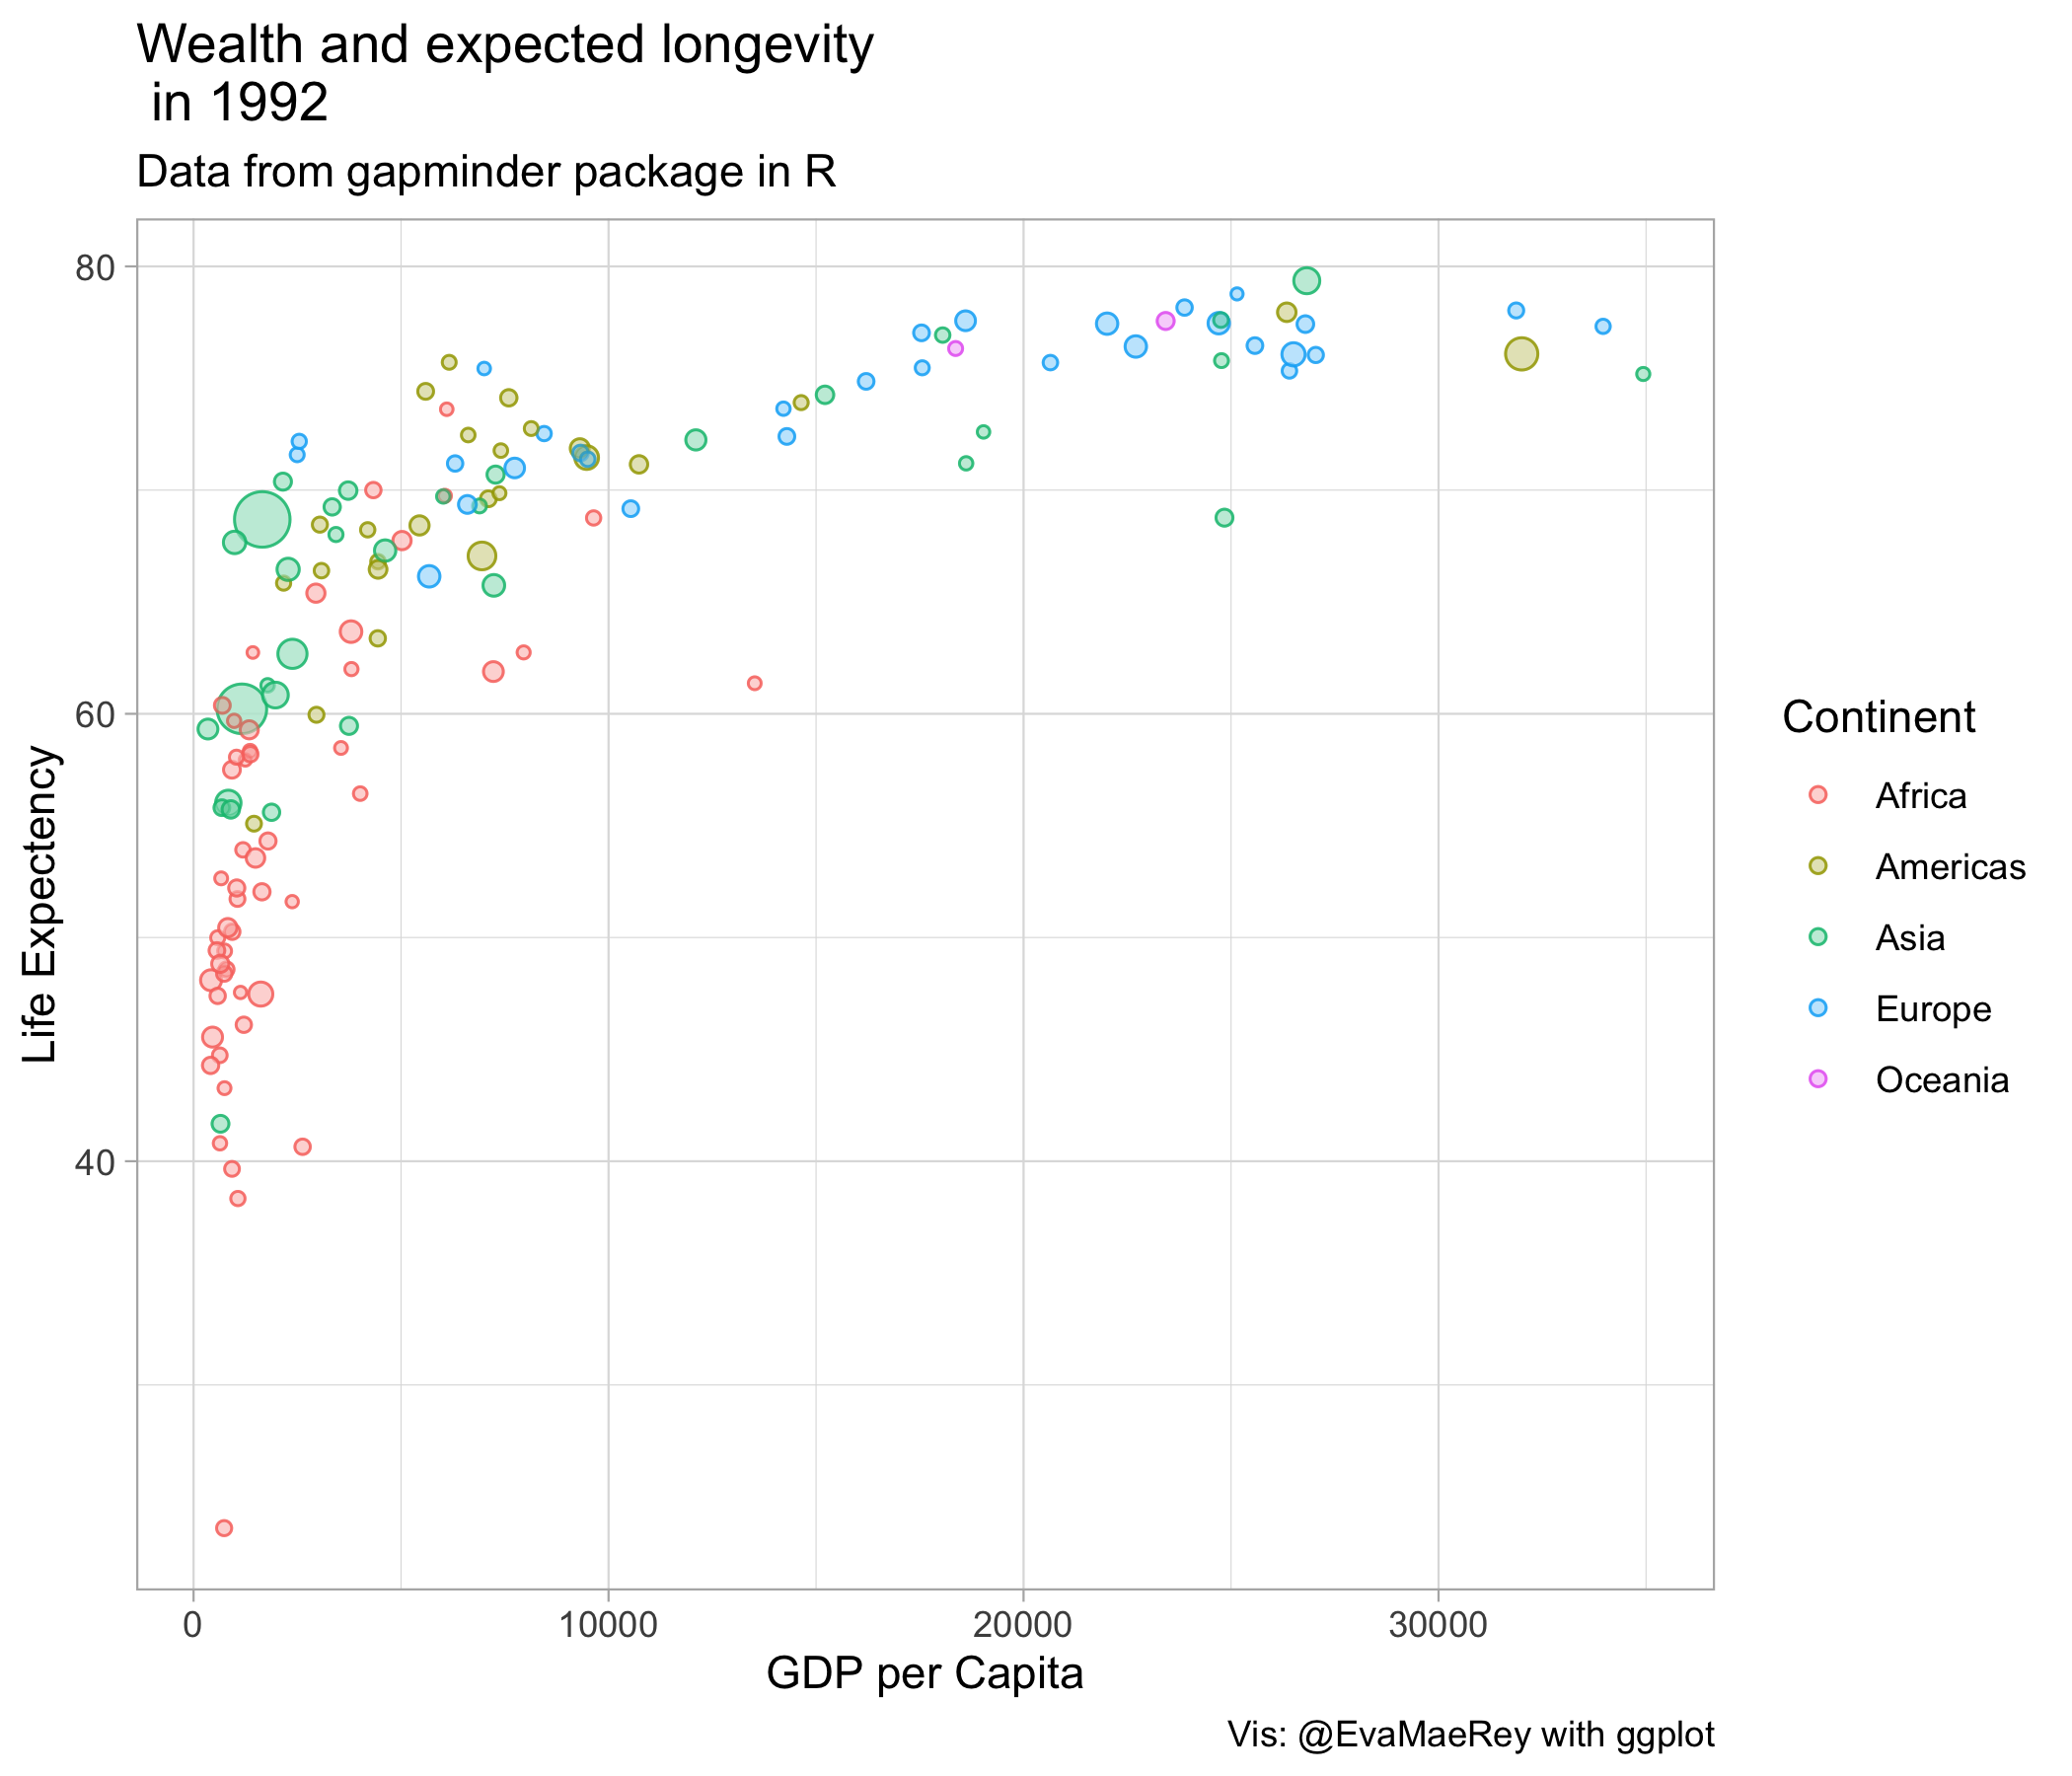 Wealth and expected longevity
in 1992
Data from gapminder package in R
80
60
40
Life Expectency
0 10000 20000 30000
GDP per Capita
Continent
Africa
Americas
Asia
Europe
Oceania
Vis: @EvaMaeRey with ggplot